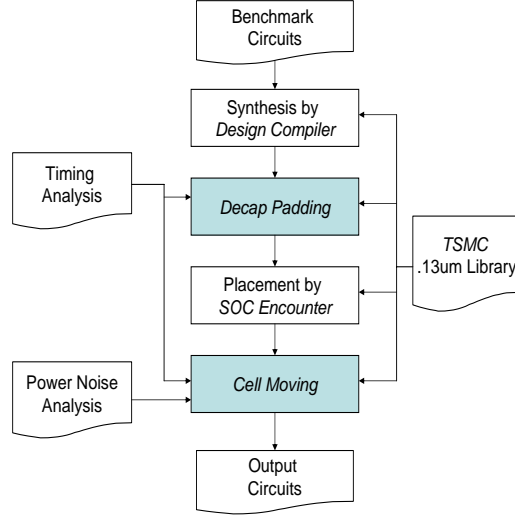 Benchmark
Circuits
Synthesis by
Design Compiler
Timing
Analysis
Decap Padding
TSMC
.13um Library
Placement by
SOC Encounter
Power Noise
Analysis
Cell Moving
Output
Circuits